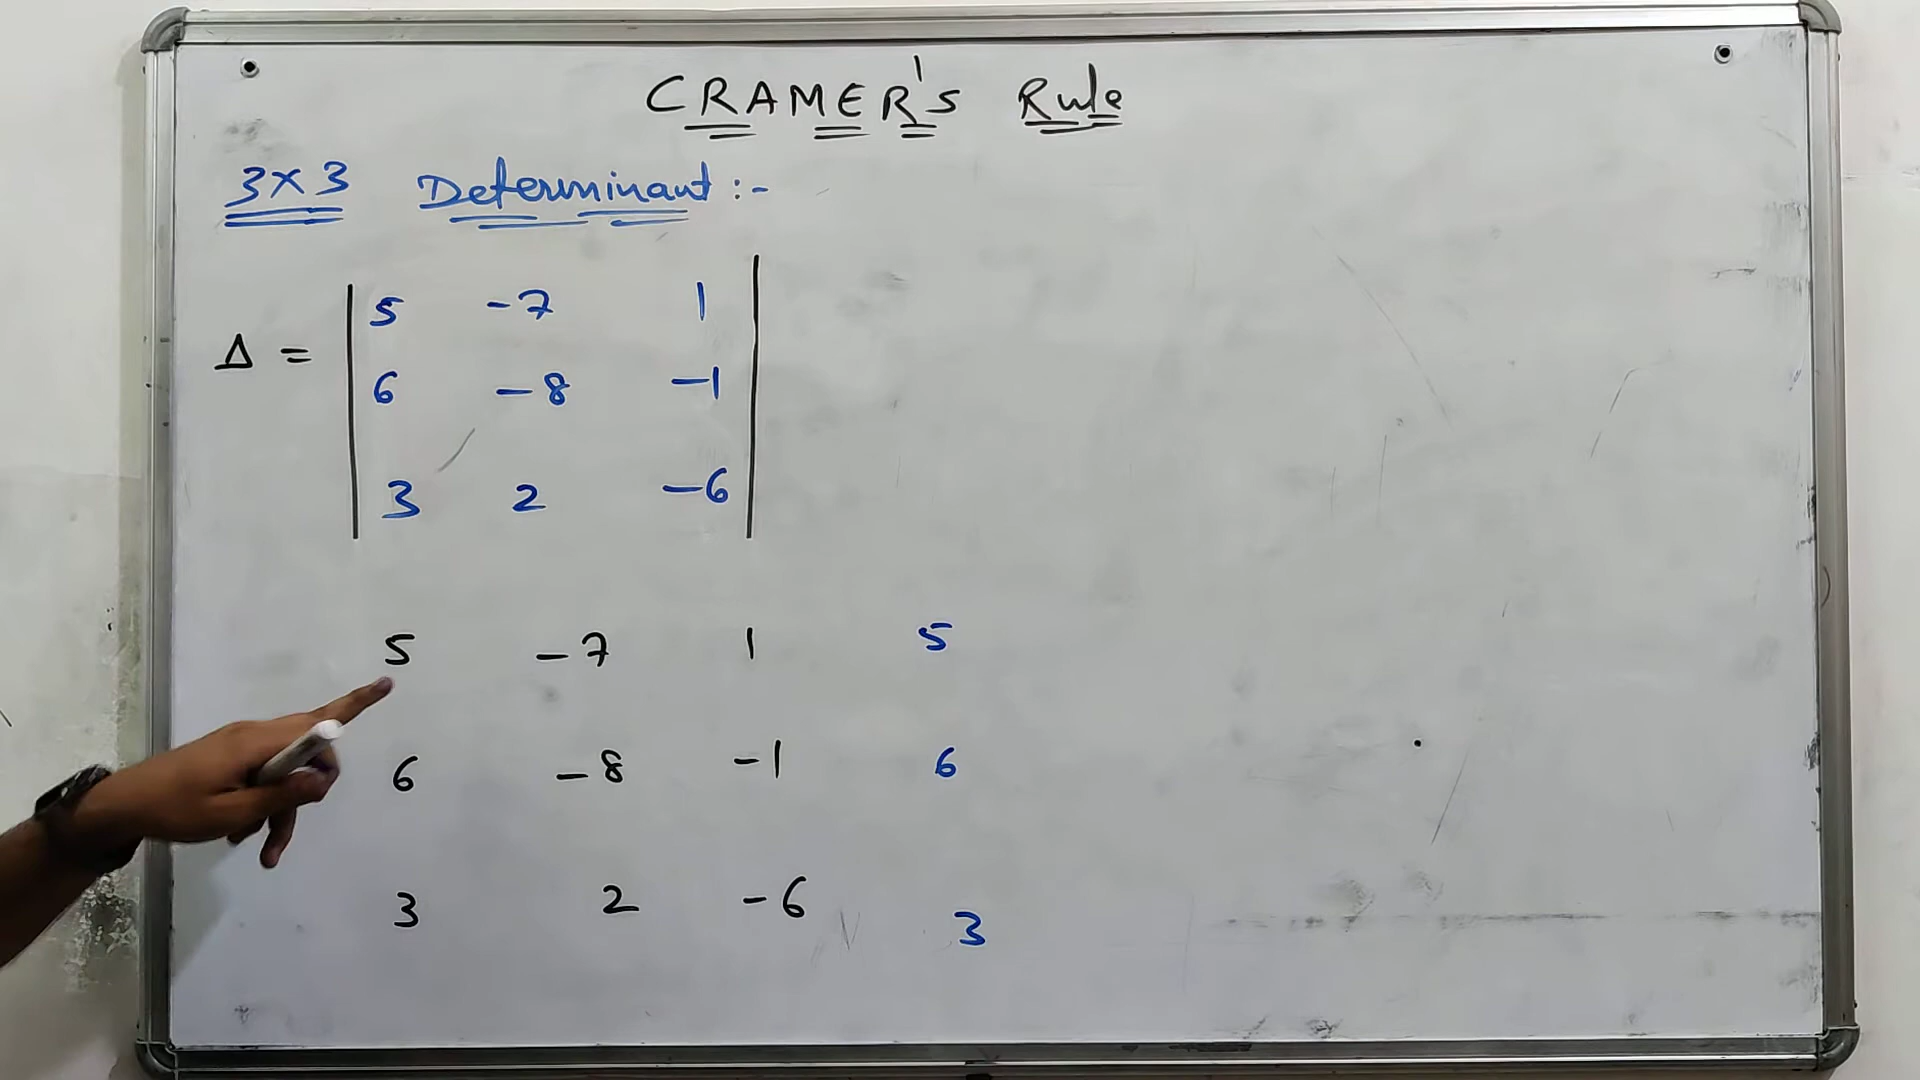 CRAMER's Rule
3×3 Determinant :-
Δ = | 5 -7 1 |
| 6 -8 -1 |
| 3 2 -6 |
5 -7 1 5
6 -8 -1 6
3 2 -6 3